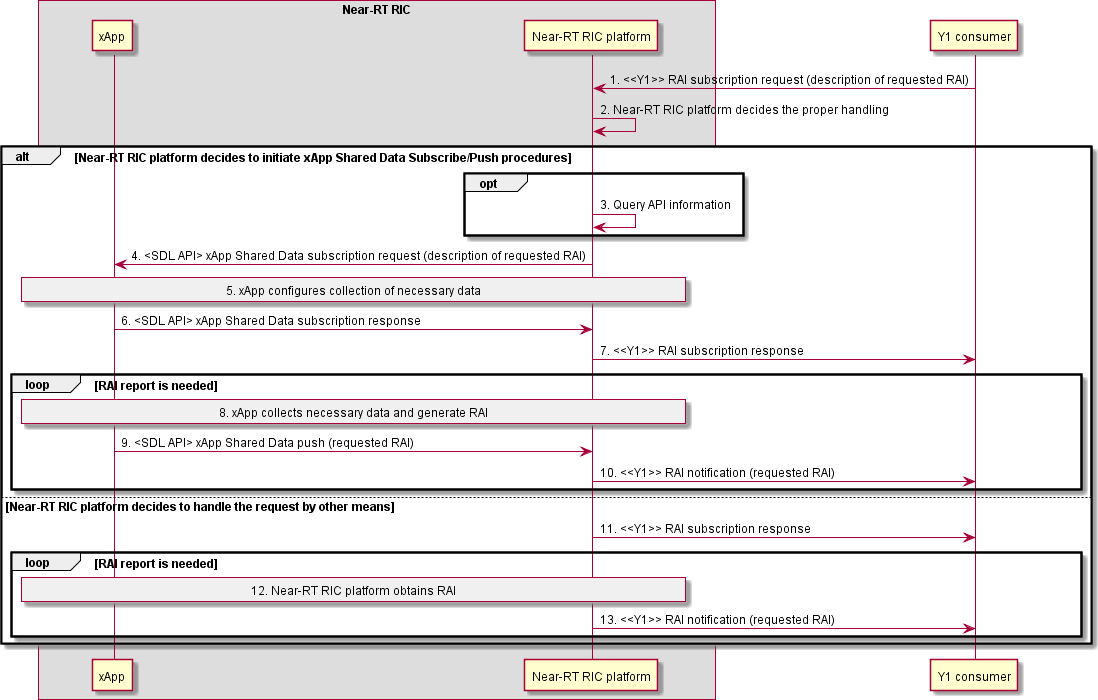 Near-RT RIC
xApp
Near-RT RIC platform
Y1 consumer
1. <<Y1>> RAI subscription request (description of requested RAI)
2. Near-RT RIC platform decides the proper handling
alt
[Near-RT RIC platform decides to initiate xApp Shared Data Subscribe/Push procedures]
opt
3. Query API information
4. <SDL API> xApp Shared Data subscription request (description of requested RAI)
5. xApp configures collection of necessary data
6. <SDL API> xApp Shared Data subscription response
7. <<Y1>> RAI subscription response
loop
[RAI report is needed]
8. xApp collects necessary data and generate RAI
9. <SDL API> xApp Shared Data push (requested RAI)
10. <<Y1>> RAI notification (requested RAI)
[Near-RT RIC platform decides to handle the request by other means]
11. <<Y1>> RAI subscription response
loop
[RAI report is needed]
12. Near-RT RIC platform obtains RAI
13. <<Y1>> RAI notification (requested RAI)
xApp
Near-RT RIC platform
Y1 consumer